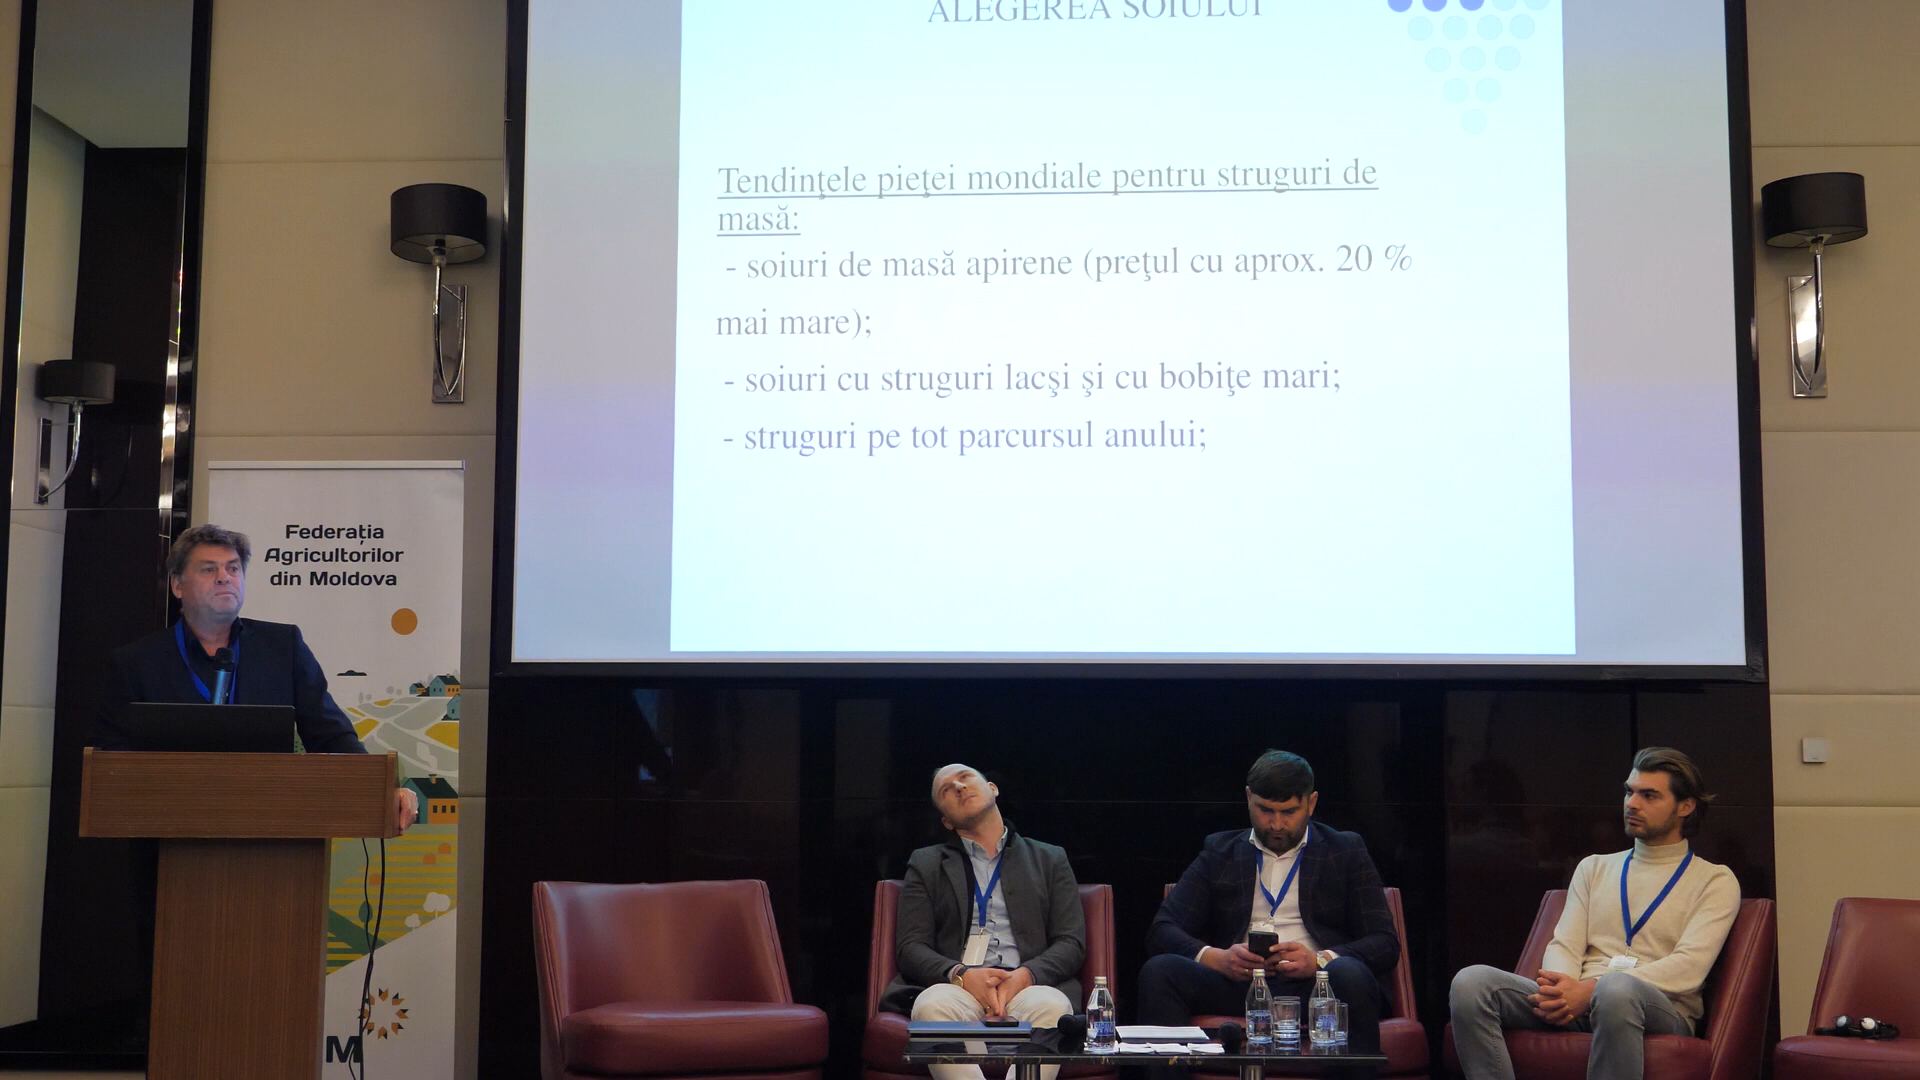 ALEGEREA SOIULUI
Tendinţele pieţei mondiale pentru struguri de
masă:
- soiuri de masă apirene (preţul cu aprox. 20 %
mai mare);
- soiuri cu struguri lacşi şi cu bobiţe mari;
- struguri pe tot parcursul anului;
Federația
Agricultorilor
din Moldova
M